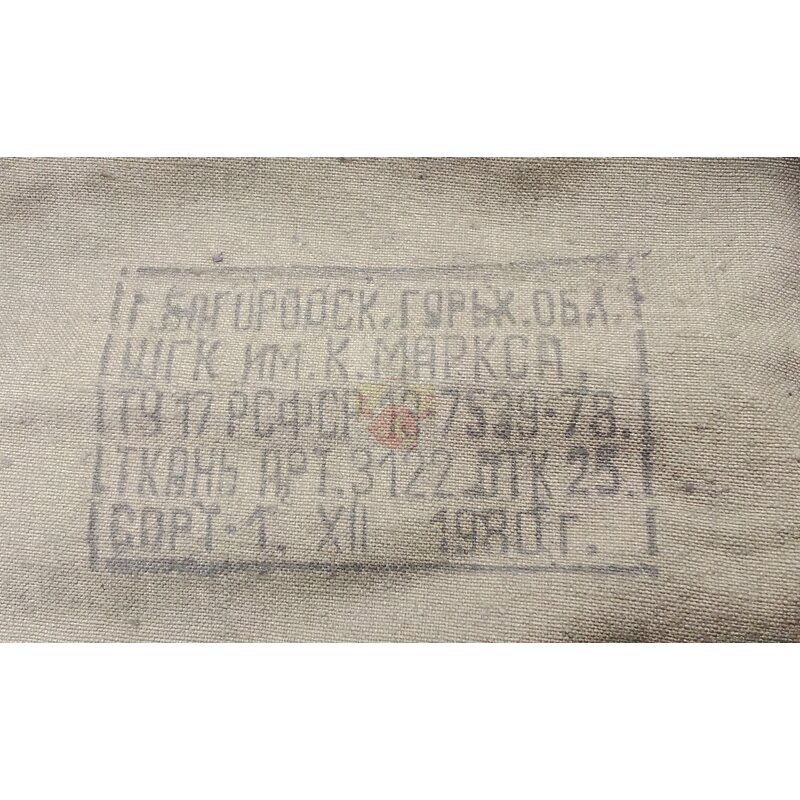 г. БОГОРОДСК. ГОРЬК. ОБЛ.
ШГК ИМ. К. МАРКСА.
ТУ 17 РСФСР 7539-78.
ТКАНЬ АРТ. 3122 ОТК 25.
СОРТ-1. XII 1980 г.